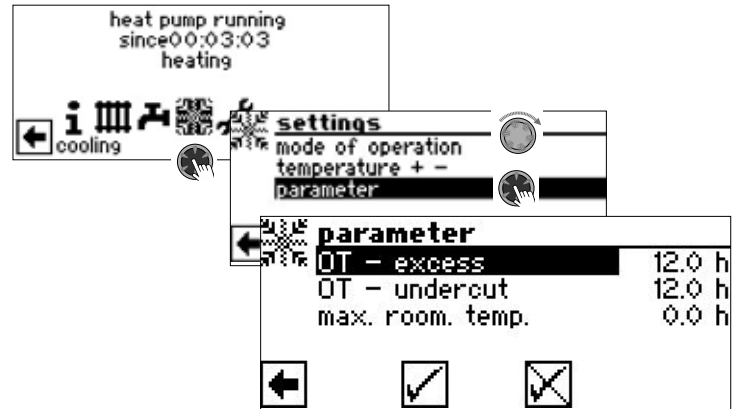 heat pump running
since00:03:03
heating
cooling
settings
mode of operation
temperature + -
parameter
parameter
OT - excess 12.0 h
OT - undercut 12.0 h
max. room. temp. 0.0 h